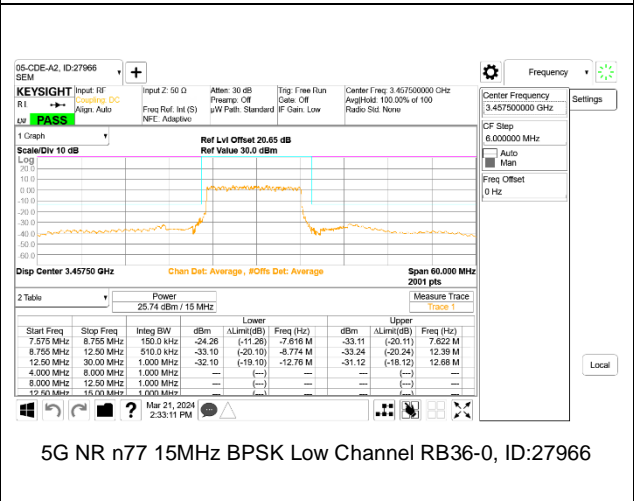 05-CDE-A2, ID:27966
SEM
Frequency
KEYSIGHT Input: RF Input Z: 50 Ω Atten: 30 dB Trig: Free Run Center Freq: 3.457500000 GHz
R L Coupling: DC Preamp: Off Gate: Off Avg|Hold: 100.00% of 100
Align: Auto Freq Ref: Int (S) µW Path: Standard IF Gain: Low Radio Std: None
NFE: Adaptive
PASS
Center Frequency
3.457500000 GHz
Settings
CF Step
6.000000 MHz
Auto
Man
Freq Offset
0 Hz
1 Graph
Ref Lvl Offset 20.65 dB
Scale/Div 10 dB Ref Value 30.0 dBm
Log
20.0
10.0
0.00
-10.0
-20.0
-30.0
-40.0
-50.0
-60.0
Disp Center 3.45750 GHz Chan Det: Average, #Offs Det: Average Span 60.000 MHz
2001 pts
2 Table Power Measure Trace
25.74 dBm / 15 MHz Trace 1
Lower Upper
Start Freq Stop Freq Integ BW dBm ΔLimit(dB) Freq (Hz) dBm ΔLimit(dB) Freq (Hz)
7.575 MHz 8.755 MHz 150.0 kHz -24.26 (-11.26) -7.616 M -33.11 (-20.11) 7.622 M
8.755 MHz 12.50 MHz 510.0 kHz -33.10 (-20.10) -8.774 M -33.24 (-20.24) 12.39 M
12.50 MHz 30.00 MHz 1.000 MHz -32.10 (-19.10) -12.76 M -31.12 (-18.12) 12.68 M
4.000 MHz 8.000 MHz 1.000 MHz --- (---) --- --- (---) ---
8.000 MHz 12.50 MHz 1.000 MHz --- (---) --- --- (---) ---
12.50 MHz 15.00 MHz 1.000 MHz --- (---) --- --- (---) ---
Local
Mar 21, 2024
2:33:11 PM
5G NR n77 15MHz BPSK Low Channel RB36-0, ID:27966